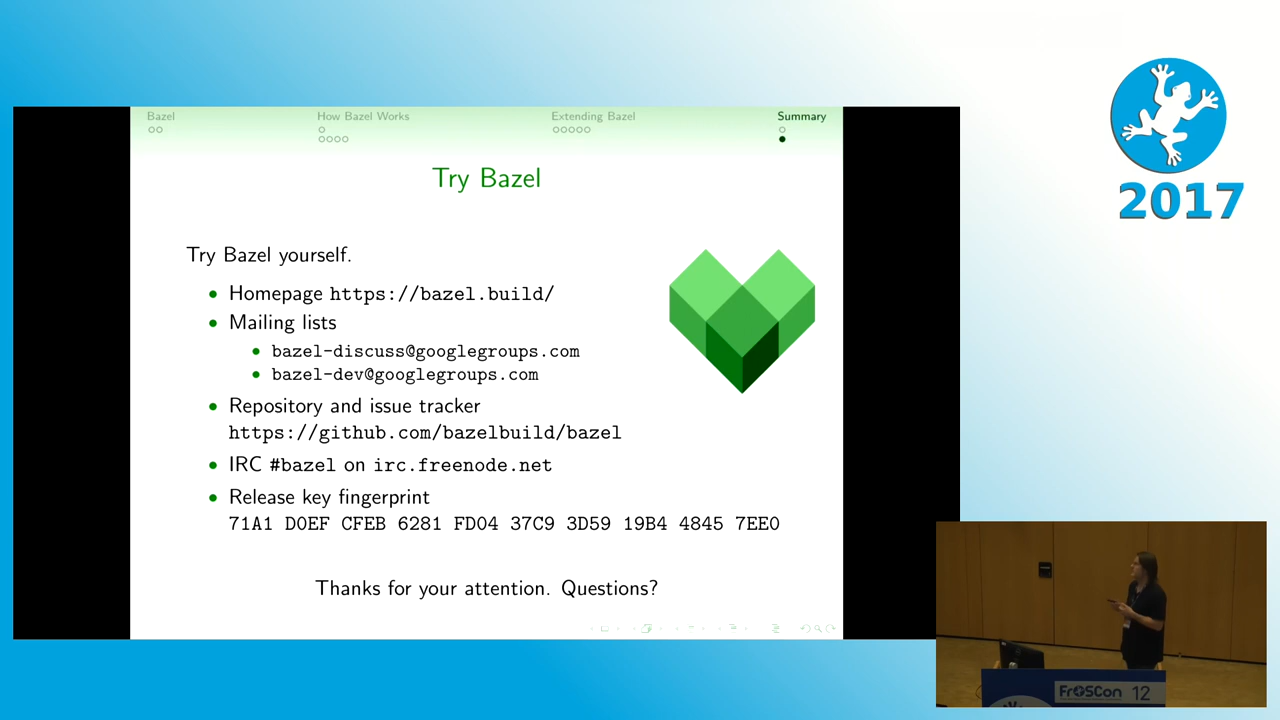 Bazel
How Bazel Works
Extending Bazel
Summary
Try Bazel
Try Bazel yourself.
Homepage https://bazel.build/
Mailing lists
bazel-discuss@googlegroups.com
bazel-dev@googlegroups.com
Repository and issue tracker
https://github.com/bazelbuild/bazel
IRC #bazel on irc.freenode.net
Release key fingerprint
71A1 D0EF CFEB 6281 FD04 37C9 3D59 19B4 4845 7EE0
Thanks for your attention. Questions?
2017
FrOSCon 12